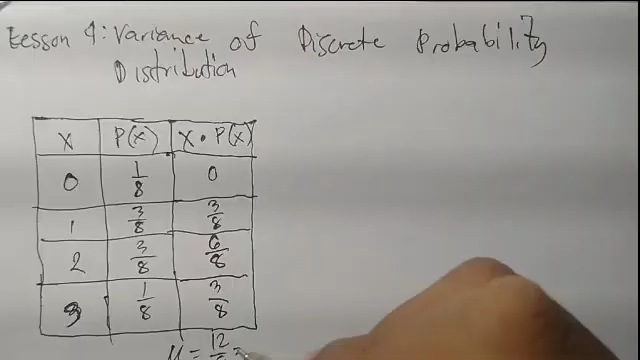 Lesson 4: Variance of Discrete Probability
Distribution
X P(X) X • P(X)
0 1/8 0
1 3/8 3/8
2 3/8 6/8
3 1/8 3/8
μ = 12